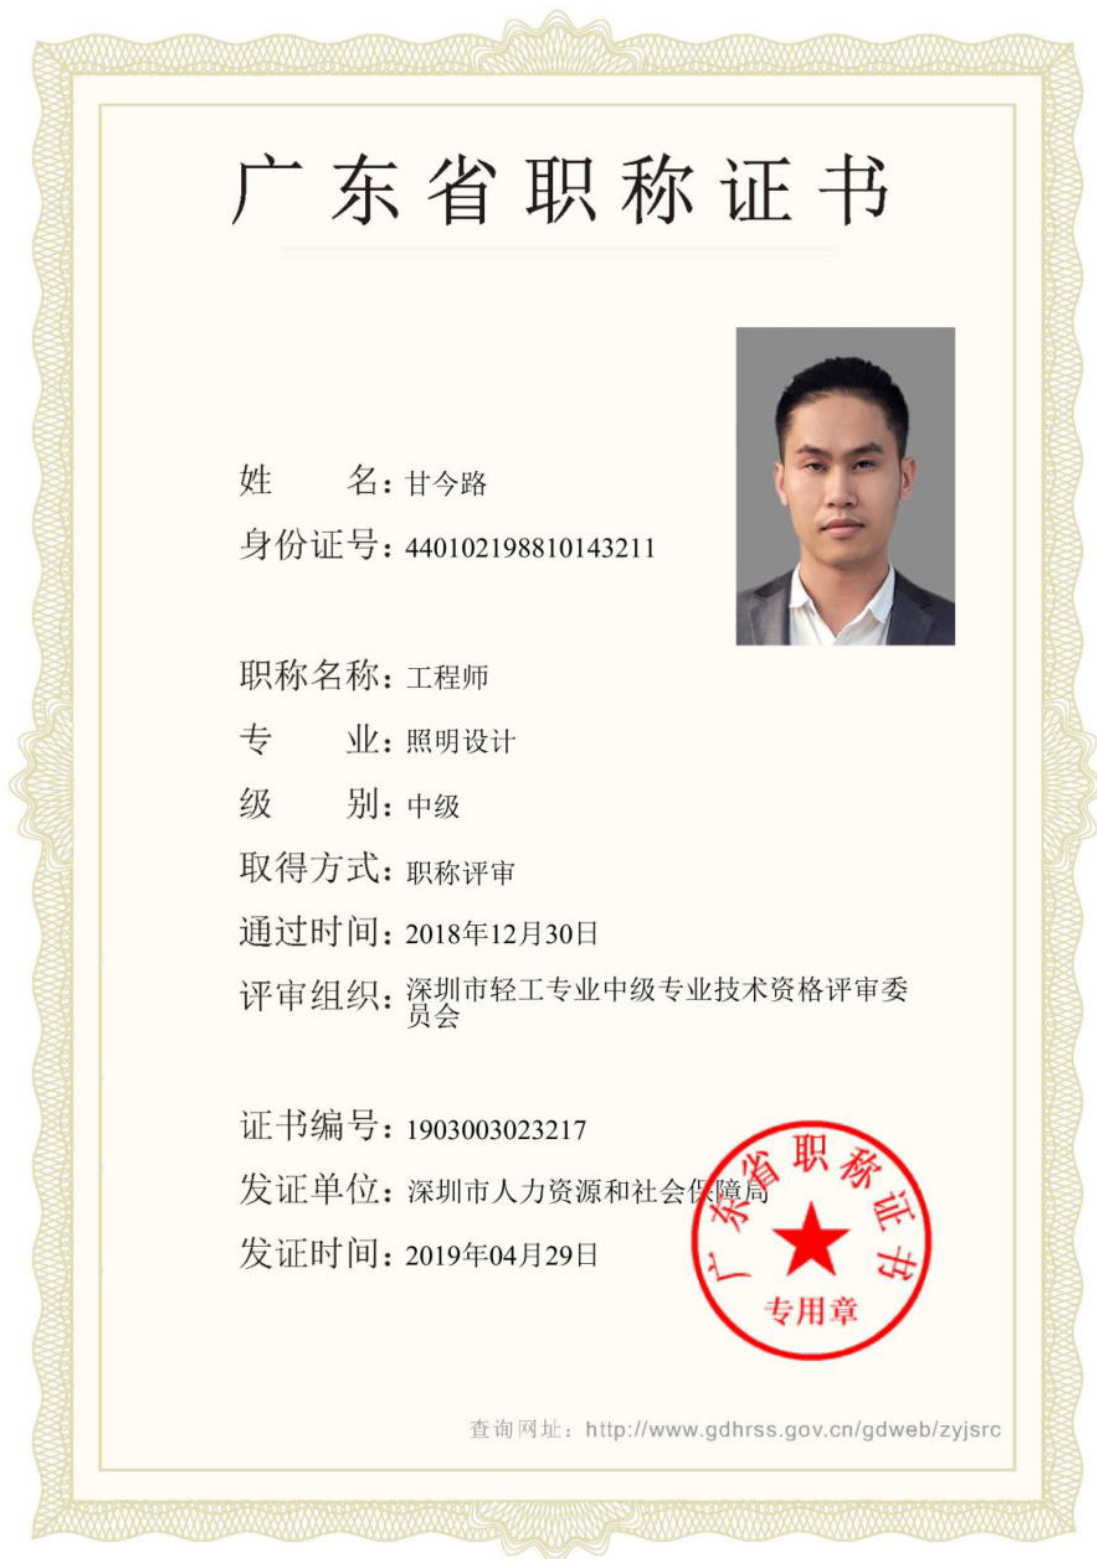 广东省职称证书
姓 名：甘今路
身份证号：440102198810143211
职称名称：工程师
专 业：照明设计
级 别：中级
取得方式：职称评审
通过时间：2018年12月30日
评审组织：深圳市轻工专业中级专业技术资格评审委
员会
证书编号：1903003023217
发证单位：深圳市人力资源和社会保障局
发证时间：2019年04月29日
广东省职称证书
专用章
查询网址：http://www.gdhrss.gov.cn/gdweb/zyjsrc